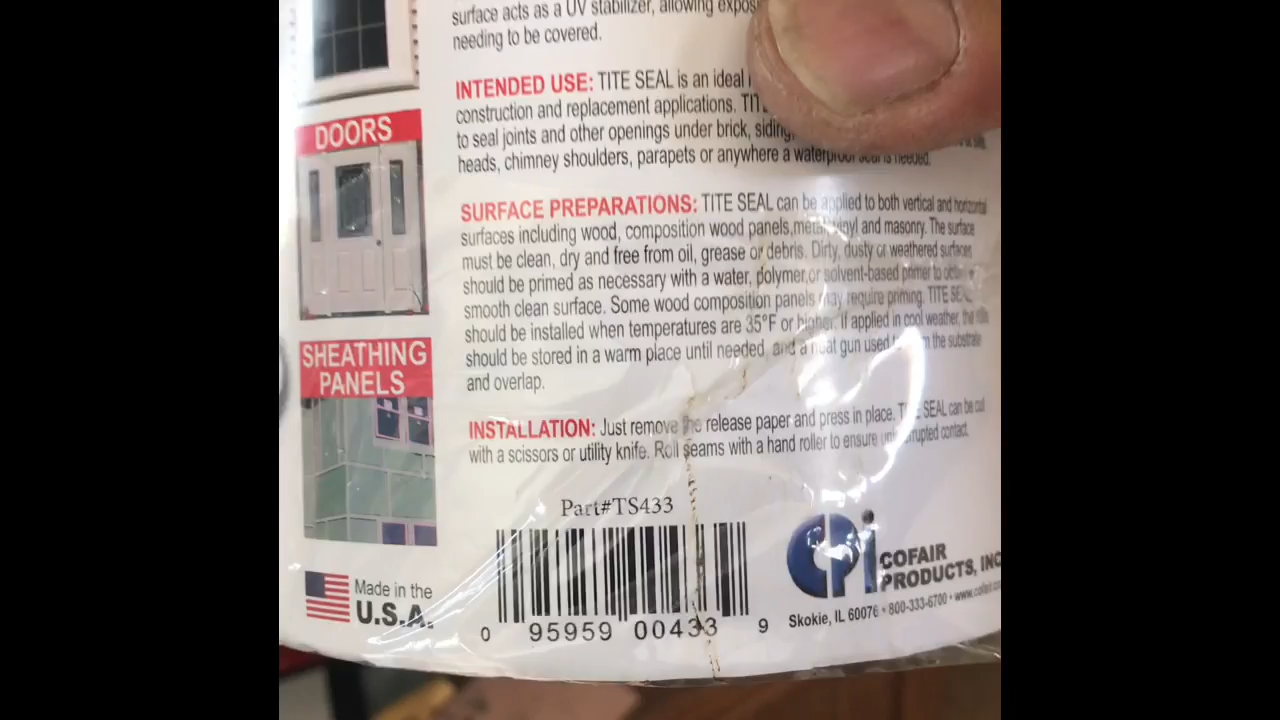 surface acts as a UV stabilizer, allowing
needing to be covered.
INTENDED USE: TITE SEAL is an ideal
construction and replacement applications.
to seal joints and other openings under brick, siding,
heads, chimney shoulders, parapets or anywhere a waterproof seal is needed.
DOORS
SURFACE PREPARATIONS: TITE SEAL can be applied to both vertical and horizontal
surfaces including wood, composition wood panels, metal, vinyl and masonry. The surface
must be clean, dry and free from oil, grease or debris. Dirty, dusty or weathered surfaces
should be primed as necessary with a water, polymer, or solvent-based primer to
smooth clean surface. Some wood composition panels may require priming. TITE SEAL
should be installed when temperatures are 35°F or higher. If applied in cool weather, the
should be stored in a warm place until needed, and a heat gun used the substrate
and overlap.
SHEATHING
PANELS
INSTALLATION: Just remove the release paper and press in place. TITE SEAL can be cut
with a scissors or utility knife. Roll seams with a hand roller to ensure uninterrupted contact.
Part#TS433
0 95959 00433 9
Made in the
U.S.A.
CPi COFAIR
PRODUCTS, INC
Skokie, IL 60076 • 800-333-6700 •